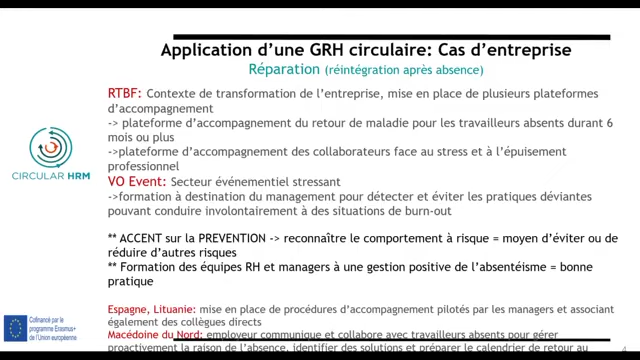 Application d’une GRH circulaire: Cas d’entreprise
Réparation (réintégration après absence)
RTBF: Contexte de transformation de l’entreprise, mise en place de plusieurs plateformes
d’accompagnement
-> plateforme d’accompagnement du retour de maladie pour les travailleurs absents durant 6
mois ou plus
->plateforme d’accompagnement des collaborateurs face au stress et à l’épuisement
professionnel
VO Event: Secteur événementiel stressant
->formation à destination du management pour détecter et éviter les pratiques déviantes
pouvant conduire involontairement à des situations de burn-out
** ACCENT sur la PREVENTION -> reconnaître le comportement à risque = moyen d’éviter ou de
réduire d’autres risques
** Formation des équipes RH et managers à une gestion positive de l’absentéisme = bonne
pratique
Espagne, Lituanie: mise en place de procédures d’accompagnement pilotés par les managers et associant
également des collègues directs
Macédoine du Nord: employeur communique et collabore avec travailleurs absents pour gérer
proactivement la raison de l’absence, identifier des solutions et préparer le calendrier de retour au
CIRCULAR HRM
Cofinancé par le
programme Erasmus+
de l’Union européenne
4